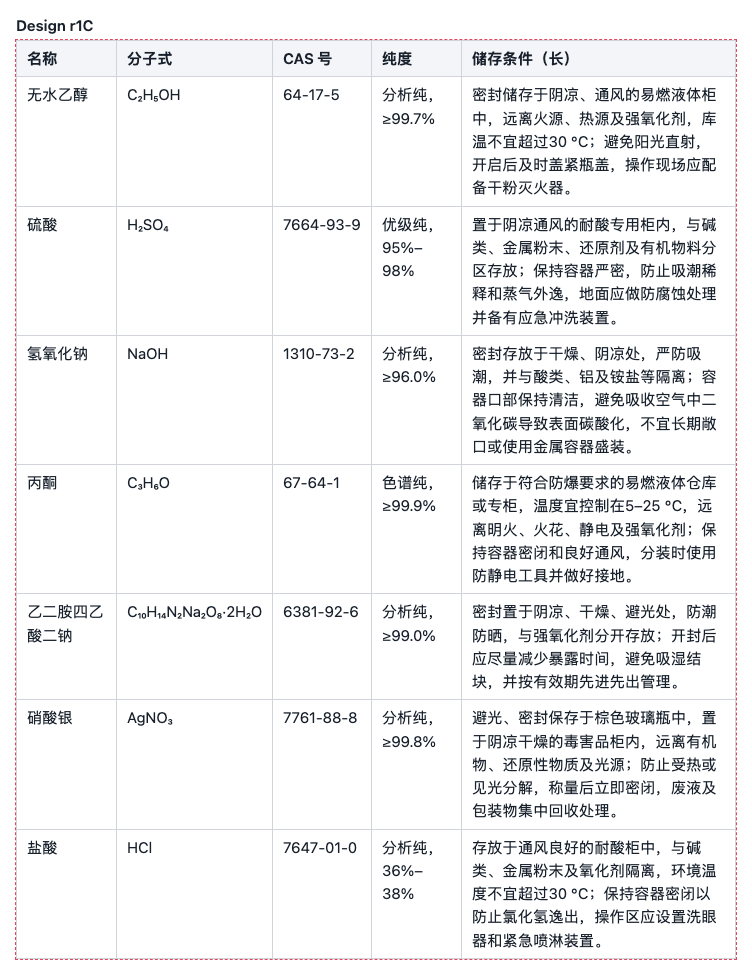 Design r1C
名称 分子式 CAS 号 纯度 储存条件（长）
无水乙醇 C₂H₅OH 64-17-5 分析纯，
≥99.7%
密封储存于阴凉、通风的易燃液体柜
中，远离火源、热源及强氧化剂，库
温不宜超过30 °C；避免阳光直射，
开启后及时盖紧瓶盖，操作现场应配
备干粉灭火器。
硫酸 H₂SO₄ 7664-93-9 优级纯，
95%–
98%
置于阴凉通风的耐酸专用柜内，与碱
类、金属粉末、还原剂及有机物料分
区存放；保持容器严密，防止吸潮稀
释和蒸气外逸，地面应做防腐蚀处理
并备有应急冲洗装置。
氢氧化钠 NaOH 1310-73-2 分析纯，
≥96.0%
密封存放于干燥、阴凉处，严防吸
潮，并与酸类、铝及铵盐等隔离；容
器口部保持清洁，避免吸收空气中二
氧化碳导致表面碳酸化，不宜长期敞
口或使用金属容器盛装。
丙酮 C₃H₆O 67-64-1 色谱纯，
≥99.9%
储存于符合防爆要求的易燃液体仓库
或专柜，温度宜控制在5–25 °C，远
离明火、火花、静电及强氧化剂；保
持容器密闭和良好通风，分装时使用
防静电工具并做好接地。
乙二胺四乙
酸二钠
C₁₀H₁₄N₂Na₂O₈·2H₂O 6381-92-6 分析纯，
≥99.0%
密封置于阴凉、干燥、避光处，防潮
防晒，与强氧化剂分开存放；开封后
应尽量减少暴露时间，避免吸湿结
块，并按有效期先进先出管理。
硝酸银 AgNO₃ 7761-88-8 分析纯，
≥99.8%
避光、密封保存于棕色玻璃瓶中，置
于阴凉干燥的毒害品柜内，远离有机
物、还原性物质及光源；防止受热或
见光分解，称量后立即密闭，废液及
包装物集中回收处理。
盐酸 HCl 7647-01-0 分析纯，
36%–
38%
存放于通风良好的耐酸柜中，与碱
类、金属粉末及氧化剂隔离，环境温
度不宜超过30 °C；保持容器密闭以
防止氯化氢逸出，操作区应设置洗眼
器和紧急喷淋装置。